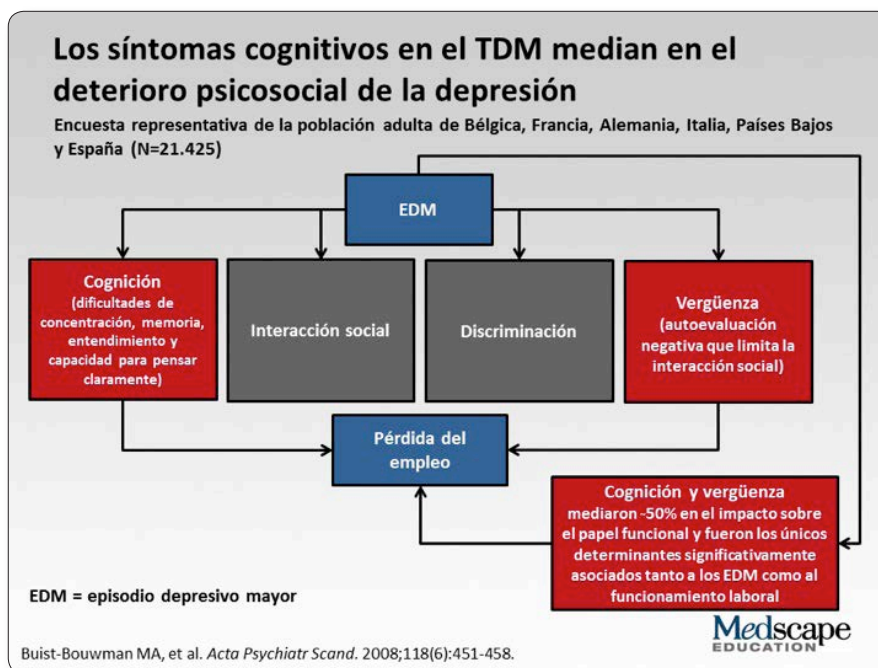 Los síntomas cognitivos en el TDM median en el
deterioro psicosocial de la depresión
Encuesta representativa de la población adulta de Bélgica, Francia, Alemania, Italia, Países Bajos
y España (N=21.425)
EDM
Cognición
(dificultades de
concentración, memoria,
entendimiento y
capacidad para pensar
claramente)
Interacción social
Discriminación
Vergüenza
(autoevaluación
negativa que limita la
interacción social)
Pérdida del
empleo
Cognición y vergüenza
mediaron -50% en el impacto sobre
el papel funcional y fueron los únicos
determinantes significativamente
asociados tanto a los EDM como al
funcionamiento laboral
EDM = episodio depresivo mayor
Medscape
EDUCATION
Buist-Bouwman MA, et al. Acta Psychiatr Scand. 2008;118(6):451-458.